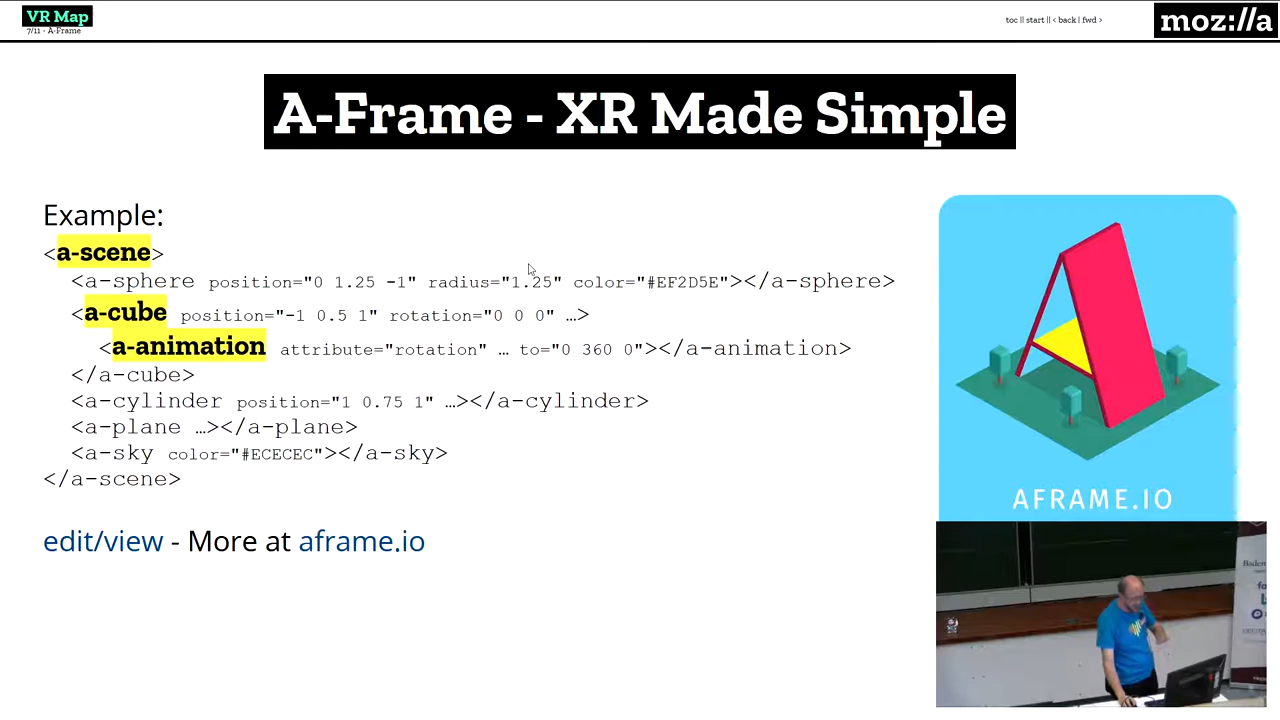 VR Map
7/11 - A-Frame
toc || start || < back | fwd >
moz://a
A-Frame - XR Made Simple
Example:
<a-scene>
<a-sphere position="0 1.25 -1" radius="1.25" color="#EF2D5E"></a-sphere>
<a-cube position="-1 0.5 1" rotation="0 0 0" …>
<a-animation attribute="rotation" … to="0 360 0"></a-animation>
</a-cube>
<a-cylinder position="1 0.75 1" …></a-cylinder>
<a-plane …></a-plane>
<a-sky color="#ECECEC"></a-sky>
</a-scene>
edit/view - More at aframe.io
AFRAME.IO